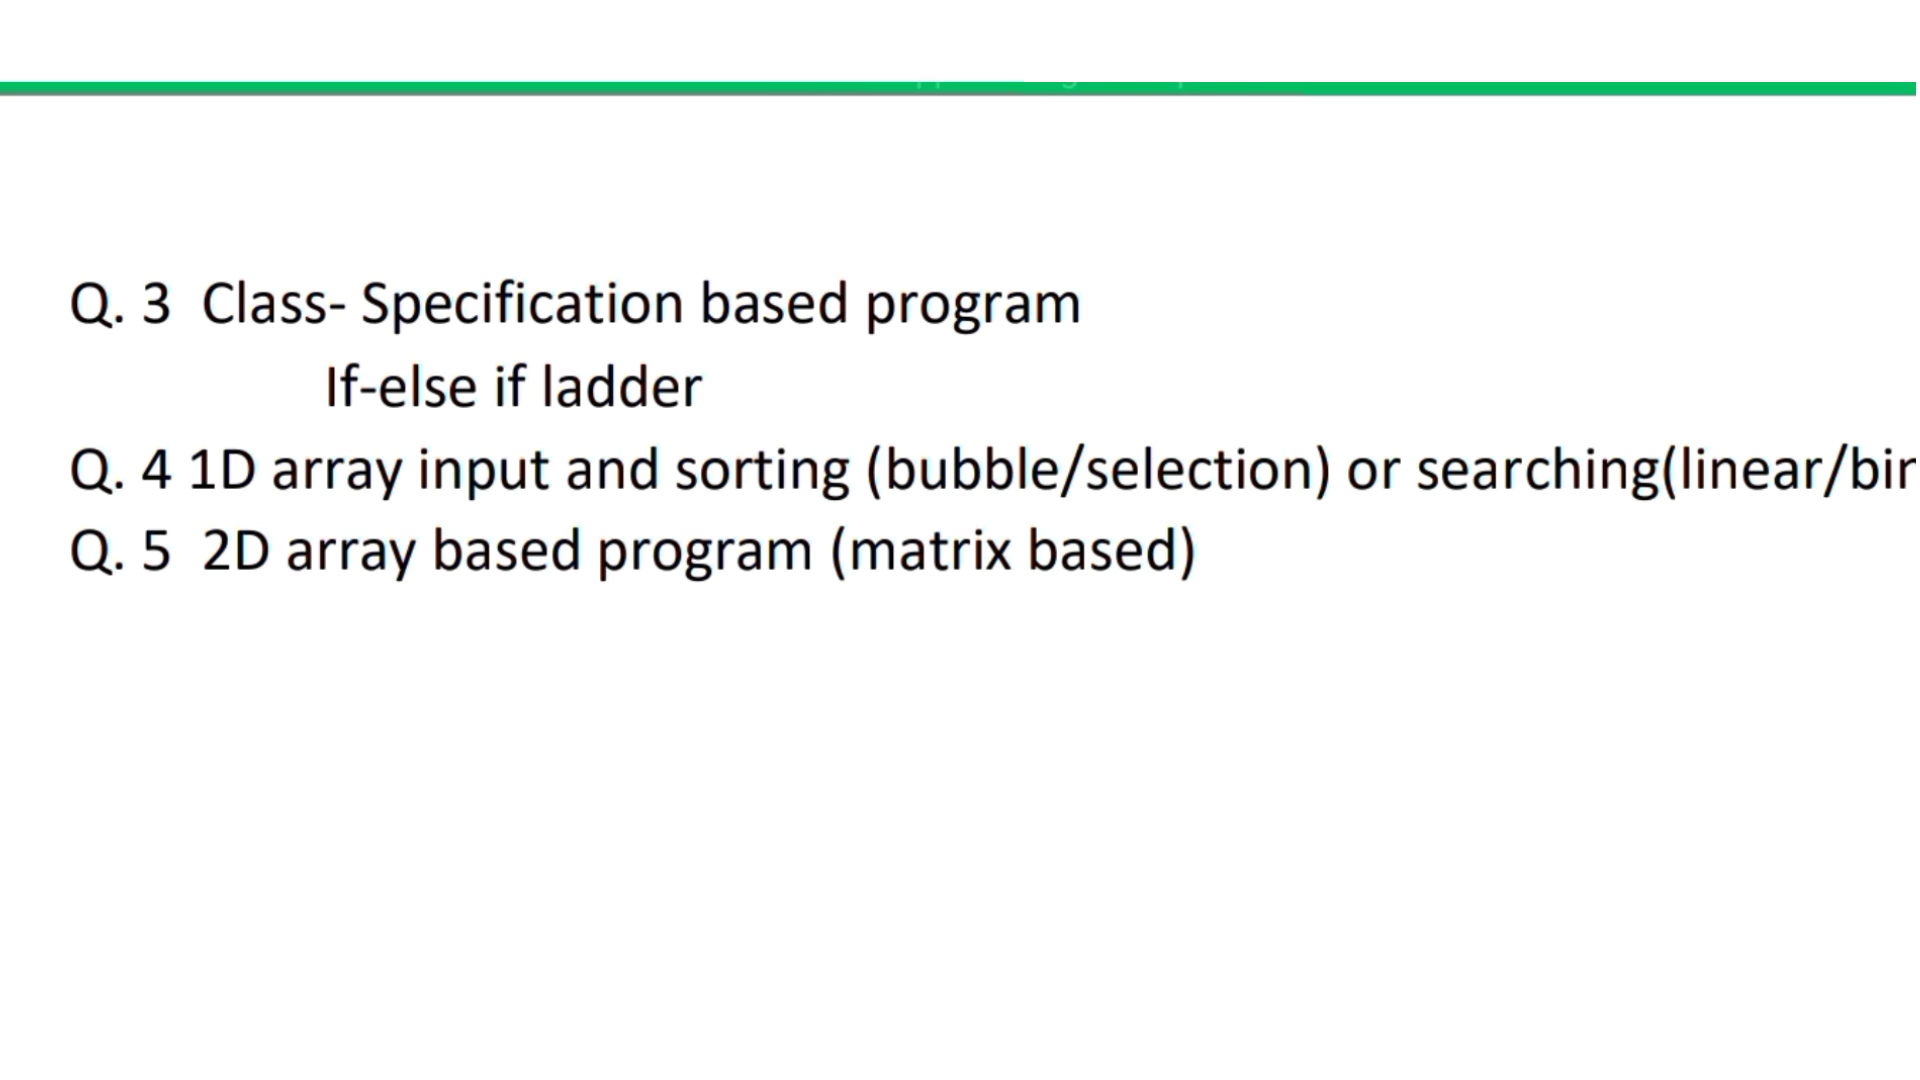 Q. 3 Class- Specification based program
If-else if ladder
Q. 4 1D array input and sorting (bubble/selection) or searching(linear/bin
Q. 5 2D array based program (matrix based)